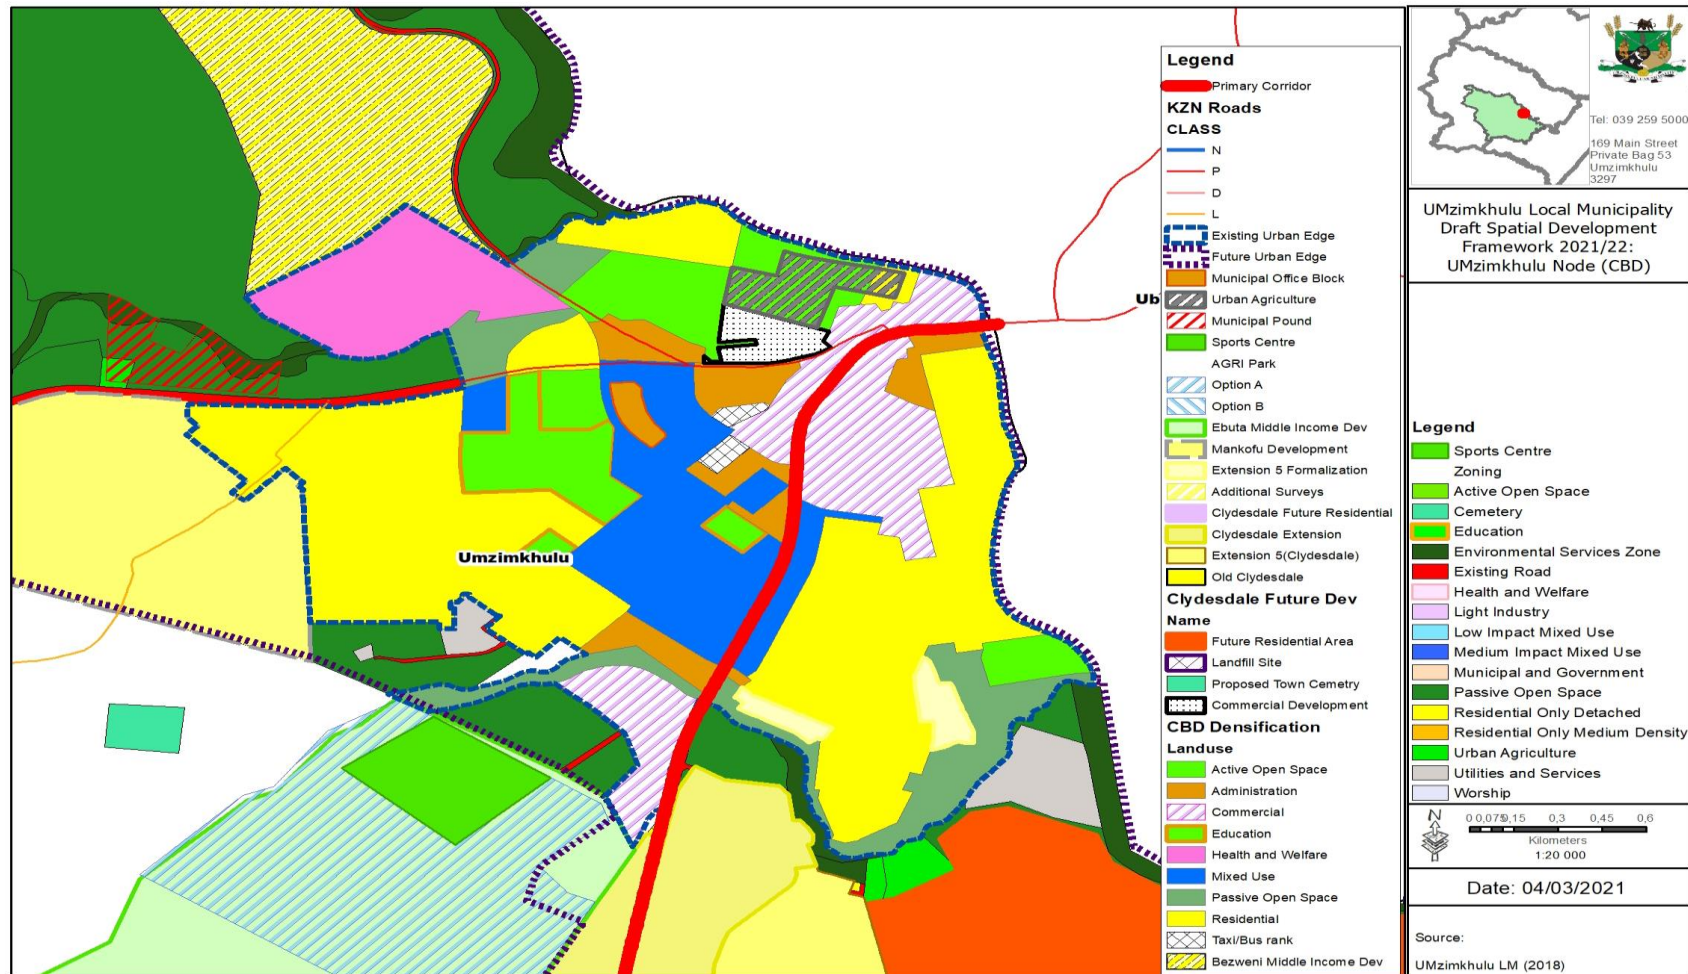 Legend
Primary Corridor
KZN Roads
CLASS
N
P
D
L
Existing Urban Edge
Future Urban Edge
Municipal Office Block
Urban Agriculture
Municipal Pound
Sports Centre
AGRI Park
Option A
Option B
Ebuta Middle Income Dev
Mankofu Development
Extension 5 Formalization
Additional Surveys
Clydesdale Future Residential
Clydesdale Extension
Extension 5(Clydesdale)
Old Clydesdale
Clydesdale Future Dev
Name
Future Residential Area
Landfill Site
Proposed Town Cemetry
Commercial Development
CBD Densification
Landuse
Active Open Space
Administration
Commercial
Education
Health and Welfare
Mixed Use
Passive Open Space
Residential
Taxi/Bus rank
Bezweni Middle Income Dev
Ub
Umzimkhulu
Tel: 039 259 5000
169 Main Street
Private Bag 53
Umzimkhulu
3297
UMzimkhulu Local Municipality
Draft Spatial Development
Framework 2021/22:
UMzimkhulu Node (CBD)
Legend
Sports Centre
Zoning
Active Open Space
Cemetery
Education
Environmental Services Zone
Existing Road
Health and Welfare
Light Industry
Low Impact Mixed Use
Medium Impact Mixed Use
Municipal and Government
Passive Open Space
Residential Only Detached
Residential Only Medium Density
Urban Agriculture
Utilities and Services
Worship
N
0 0,075 0,15 0,3 0,45 0,6
Kilometers
1:20 000
Date: 04/03/2021
Source:
UMzimkhulu LM (2018)